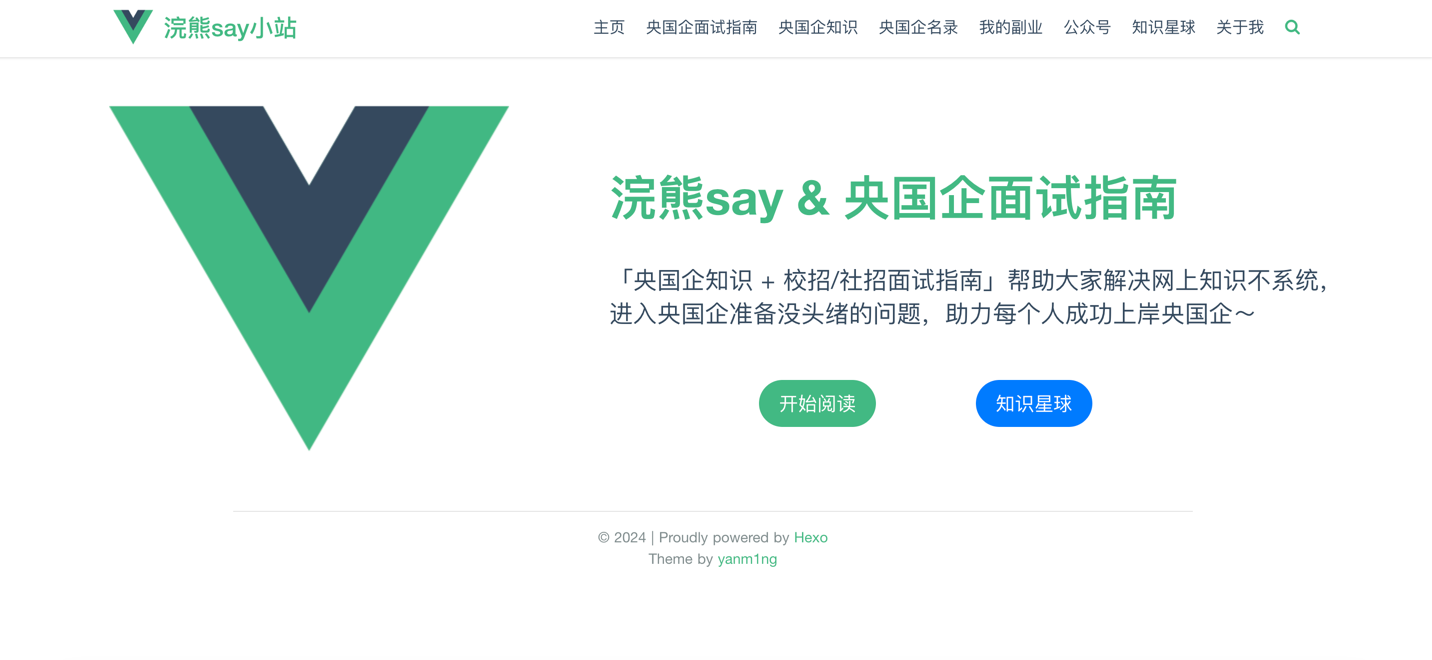 浣熊say小站
主页 央国企面试指南 央国企知识 央国企名录 我的副业 公众号 知识星球 关于我
浣熊say & 央国企面试指南
「央国企知识 + 校招/社招面试指南」帮助大家解决网上知识不系统，
进入央国企准备没头绪的问题，助力每个人成功上岸央国企～
开始阅读 知识星球
© 2024 | Proudly powered by Hexo
Theme by yanm1ng